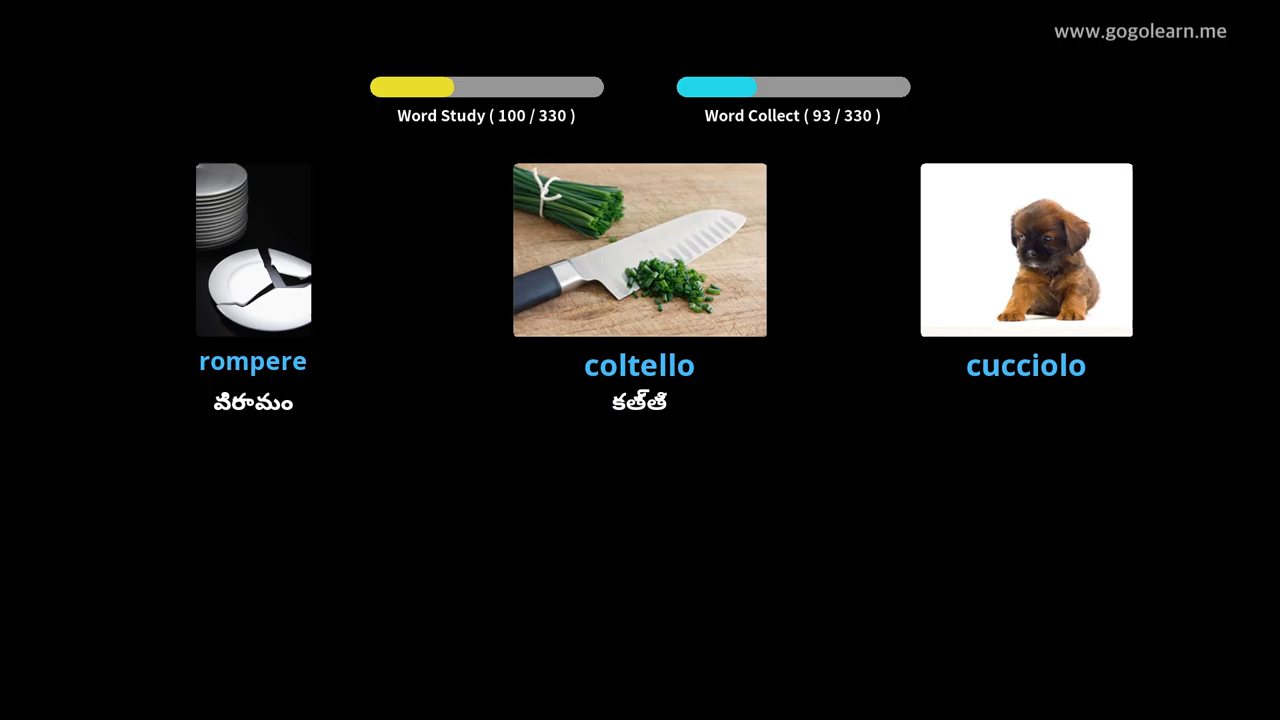 www.gogolearn.me
Word Study ( 100 / 330 )
Word Collect ( 93 / 330 )
rompere
coltello
cucciolo
విరామం
కత్తి